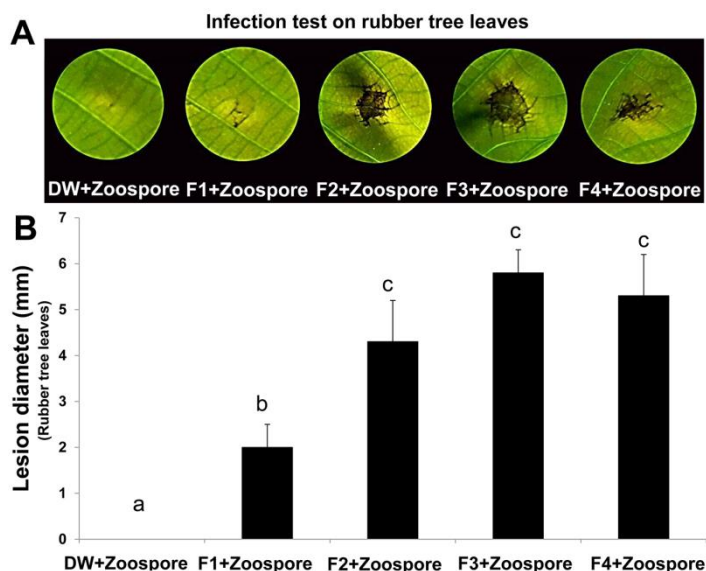 A
Infection test on rubber tree leaves
DW+Zoospore F1+Zoospore F2+Zoospore F3+Zoospore F4+Zoospore
B
Lesion diameter (mm)
(Rubber tree leaves)
7
6
5
4
3
2
1
0
a
b
c
c
c
DW+Zoospore F1+Zoospore F2+Zoospore F3+Zoospore F4+Zoospore